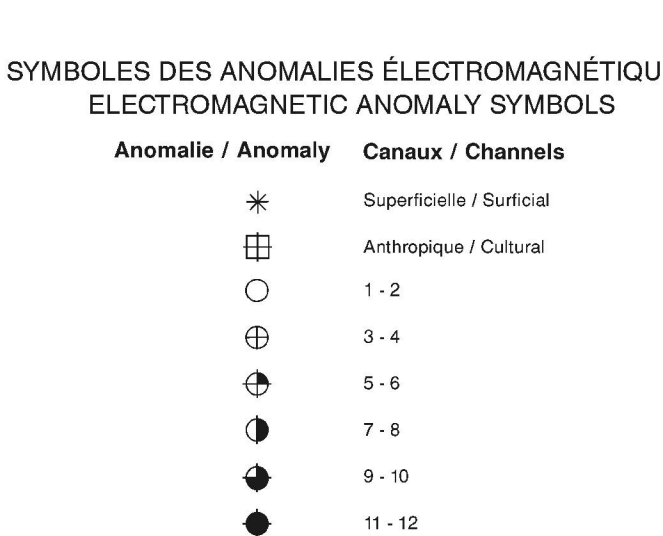 SYMBOLES DES ANOMALIES ÉLECTROMAGNÉTIQU
ELECTROMAGNETIC ANOMALY SYMBOLS
Anomalie / Anomaly Canaux / Channels
Superficielle / Surficial
Anthropique / Cultural
1 - 2
3 - 4
5 - 6
7 - 8
9 - 10
11 - 12